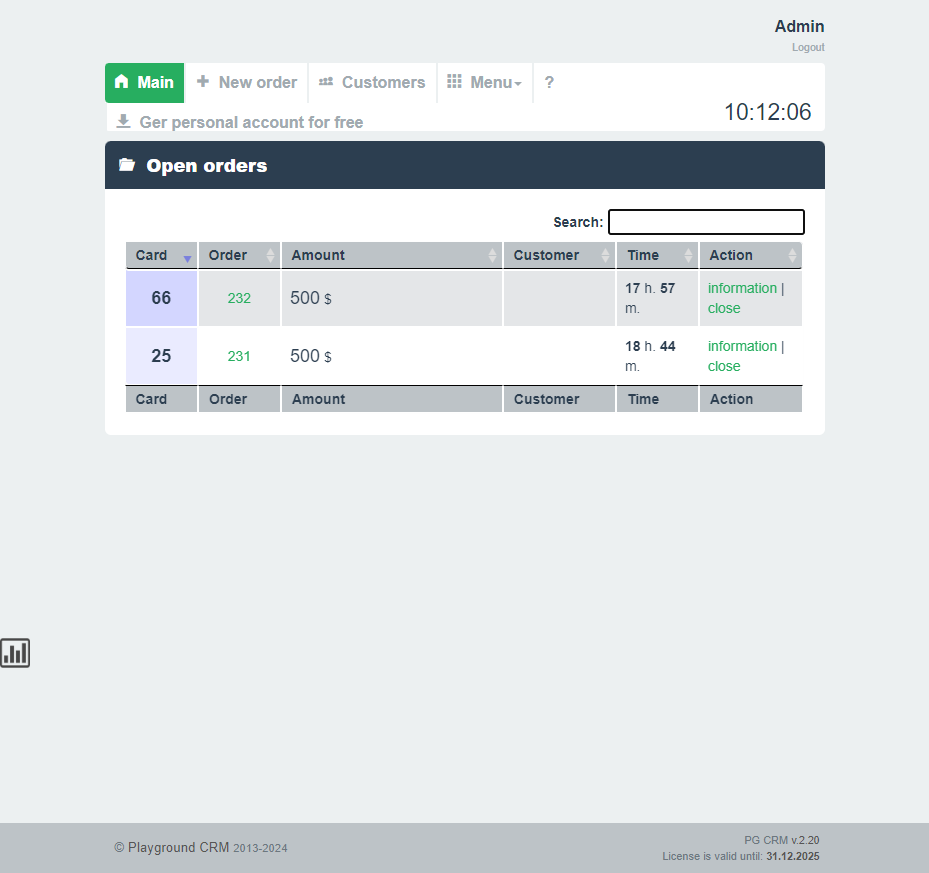 Admin
Logout
Main
New order
Customers
Menu
?
Ger personal account for free
10:12:06
Open orders
Search:
Card Order Amount Customer Time Action
66 232 500 $ 17 h. 57 m. information | close
25 231 500 $ 18 h. 44 m. information | close
Card Order Amount Customer Time Action
© Playground CRM 2013-2024
PG CRM v.2.20
License is valid until: 31.12.2025